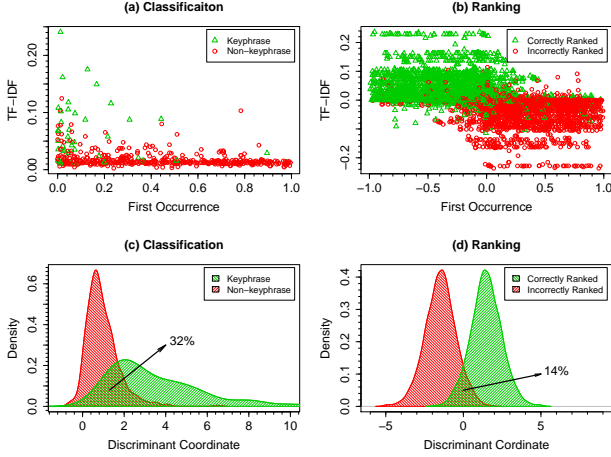 (a) Classificaiton
Keyphrase
Non-keyphrase
TF-IDF
0.00 0.10 0.20
0.0 0.2 0.4 0.6 0.8 1.0
First Occurrence
(b) Ranking
Correctly Ranked
Incorrectly Ranked
TF-IDF
-0.2 0.0 0.1 0.2
-1.0 -0.5 0.0 0.5 1.0
First Occurrence
(c) Classification
Keyphrase
Non-keyphrase
32%
Density
0.0 0.2 0.4 0.6
0 2 4 6 8 10
Discriminant Coordinate
(d) Ranking
Correctly Ranked
Incorrectly Ranked
14%
Density
0.0 0.1 0.2 0.3 0.4
-5 0 5
Discriminant Cordinate